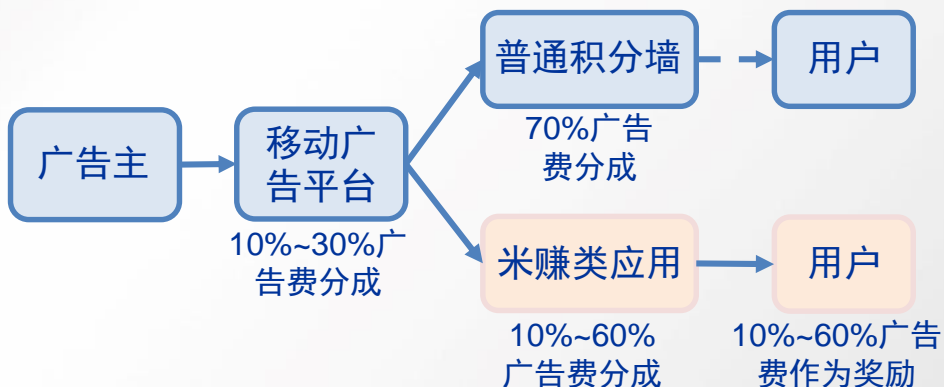 广告主
移动广
告平台
10%~30%广
告费分成
普通积分墙
70%广告
费分成
用户
米赚类应用
10%~60%
广告费分成
用户
10%~60%广告
费作为奖励